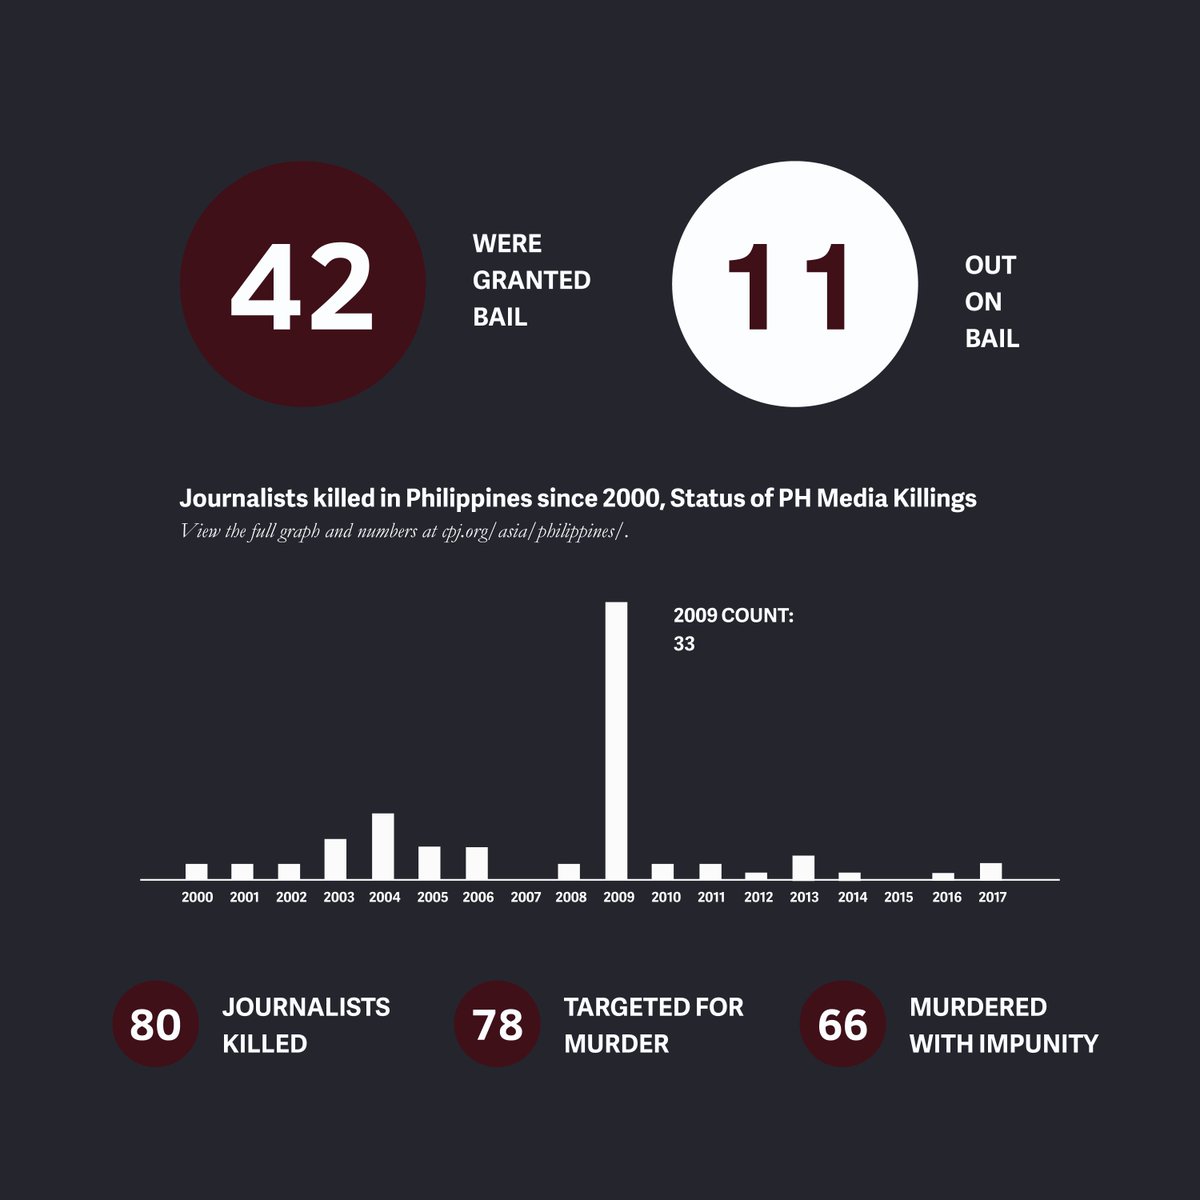 42
WERE
GRANTED
BAIL
11
OUT
ON
BAIL
Journalists killed in Philippines since 2000, Status of PH Media Killings
View the full graph and numbers at cpj.org/asia/philippines/.
2009 COUNT:
33
2000 2001 2002 2003 2004 2005 2006 2007 2008 2009 2010 2011 2012 2013 2014 2015 2016 2017
80
JOURNALISTS
KILLED
78
TARGETED FOR
MURDER
66
MURDERED
WITH IMPUNITY